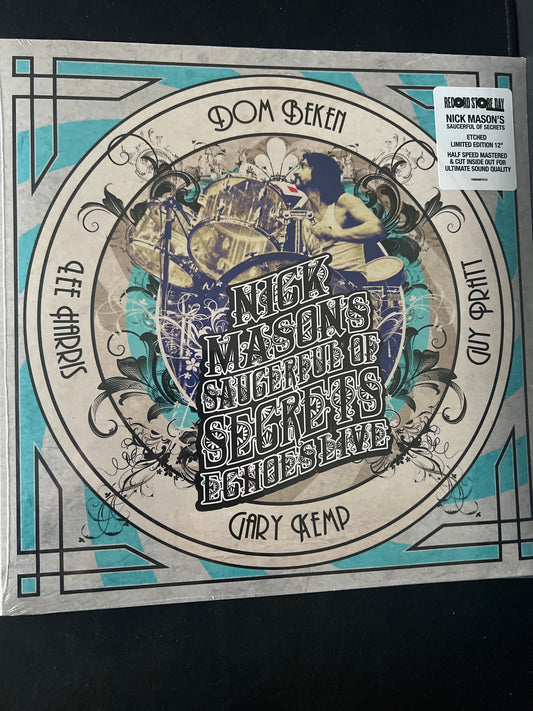 RECORD STORE DAY
NICK MASON'S
SAUCERFUL OF SECRETS
ETCHED
LIMITED EDITION 12"
HALF SPEED MASTERED
& CUT INSIDE OUT FOR
ULTIMATE SOUND QUALITY
DOM BEKEN
LEE HARRIS
GUY PRATT
NICK
MASON'S
SAUCERFUL OF
SECRETS
ECHOES LIVE
GARY KEMP